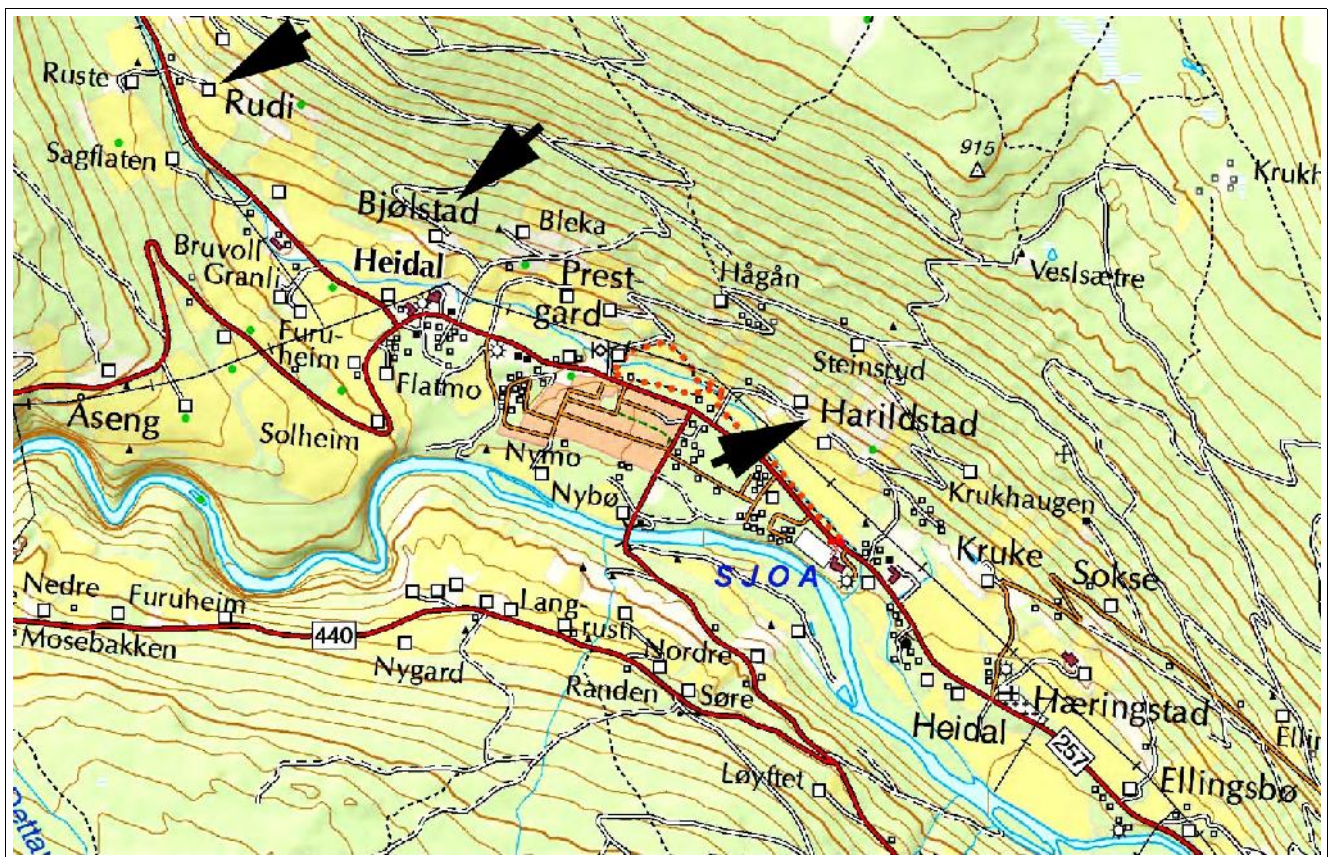 Ruste
Rudi
915
Sagflaten
Krukh
Bjølstad
Bleka
Bruvoll
Heidal
Granli
Prest-
gard
Hågån
Veslsætre
Furu-
heim
Steinsrud
Flatmo
Åseng
Harildstad
Solheim
Nymo
Nybø
Krukhaugen
Kruke
SJOA
Sokse
Nedre
Furuheim
Lang-
rusti
440
Mosebakken
Nordre
Nygard
Randen
Søre
Hæringstad
Heidal
257
Ellin
Løyftet
Ellingsbø